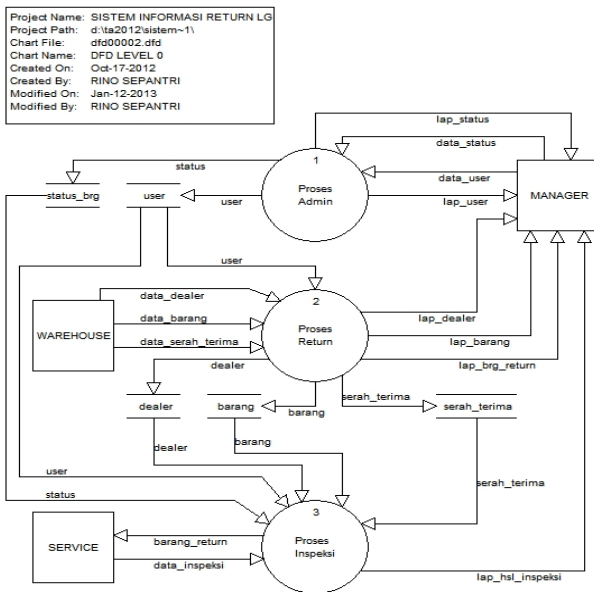 Project Name: SISTEM INFORMASI RETURN LG
Project Path: d:\ta2012\sistem~1\
Chart File: dfd00002.dfd
Chart Name: DFD LEVEL 0
Created On: Oct-17-2012
Created By: RINO SEPANTRI
Modified On: Jan-12-2013
Modified By: RINO SEPANTRI
lap_status
data_status
status
1
Proses
Admin
data_user
MANAGER
status_brg
user
user
lap_user
user
data_dealer
2
WAREHOUSE
data_barang
Proses
Return
lap_dealer
data_serah_terima
lap_barang
dealer
lap_brg_return
serah_terima
dealer
barang
barang
serah_terima
dealer
barang
user
serah_terima
status
3
SERVICE
barang_return
Proses
Inspeksi
data_inspeksi
lap_hsl_inspeksi